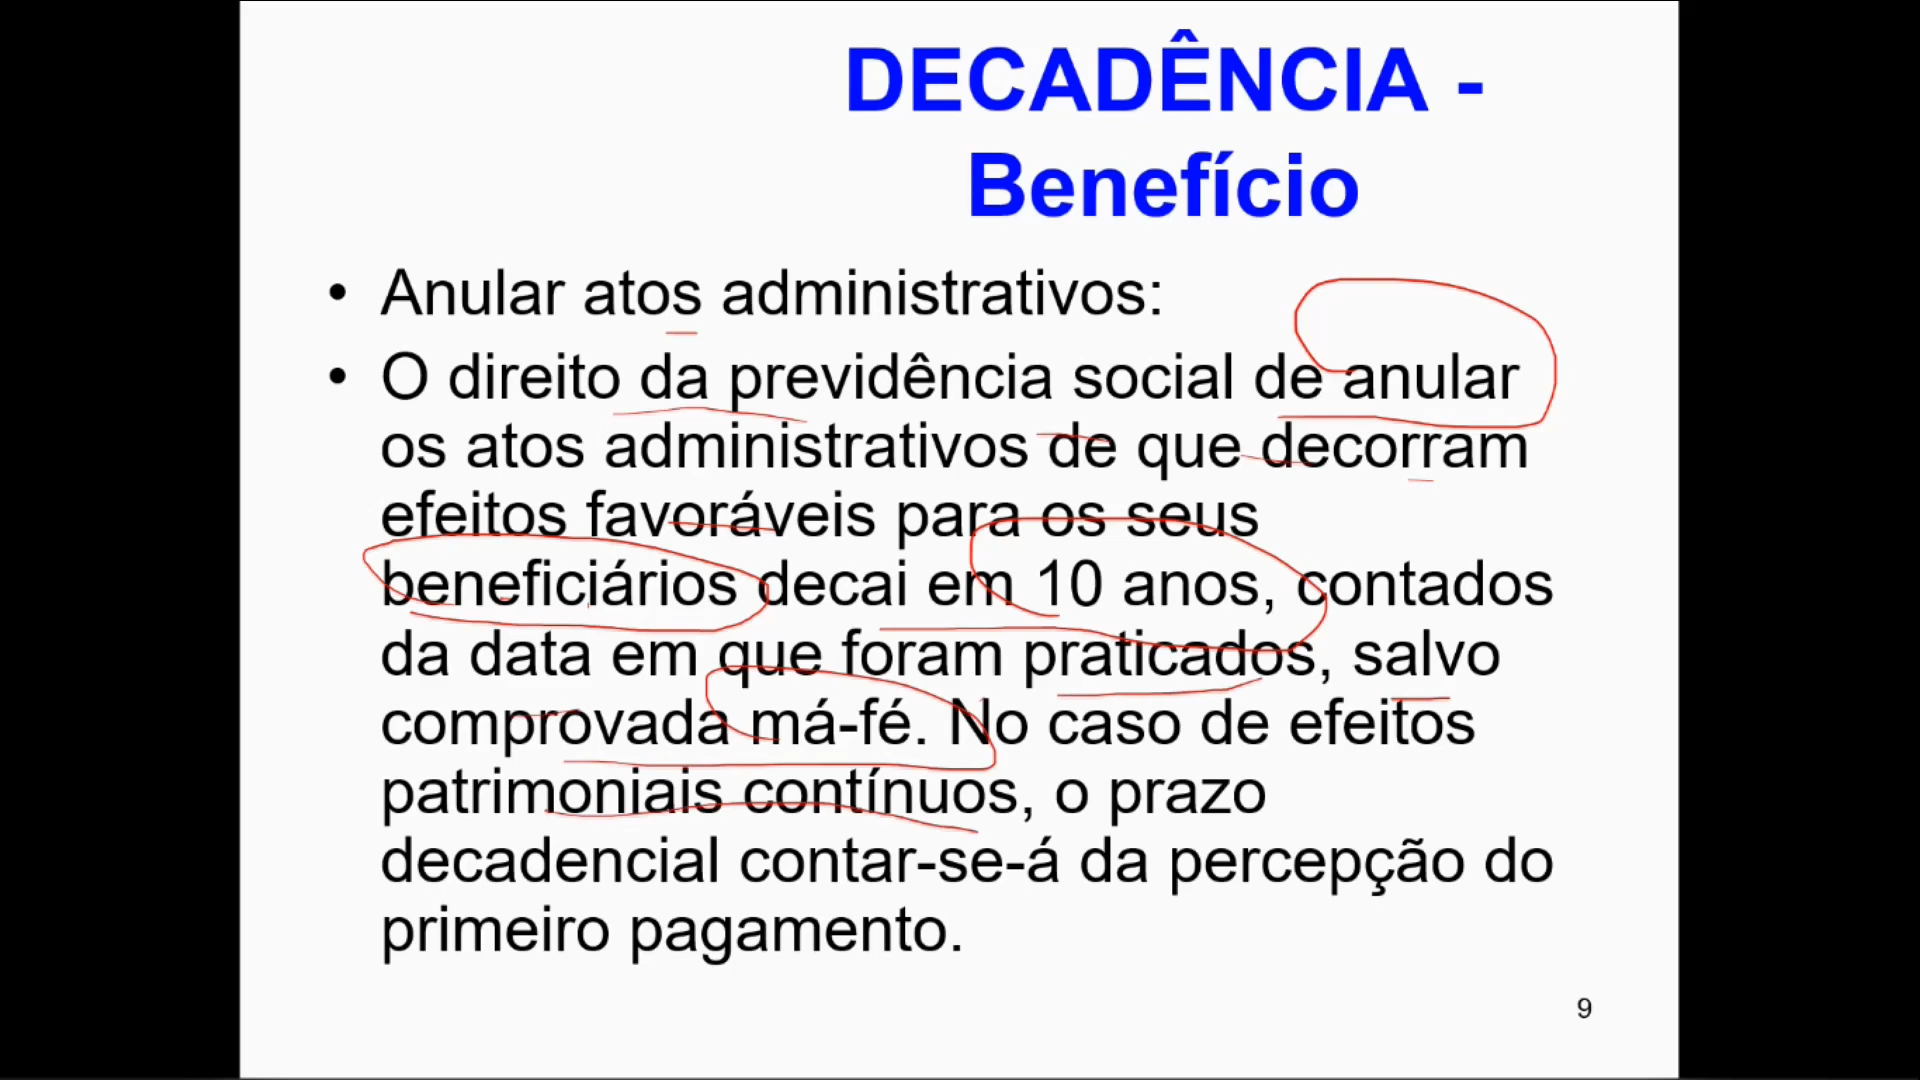 DECADÊNCIA -
Benefício
• Anular atos administrativos:
• O direito da previdência social de anular
os atos administrativos de que decorram
efeitos favoráveis para os seus
beneficiários decai em 10 anos, contados
da data em que foram praticados, salvo
comprovada má-fé. No caso de efeitos
patrimoniais contínuos, o prazo
decadencial contar-se-á da percepção do
primeiro pagamento.
9